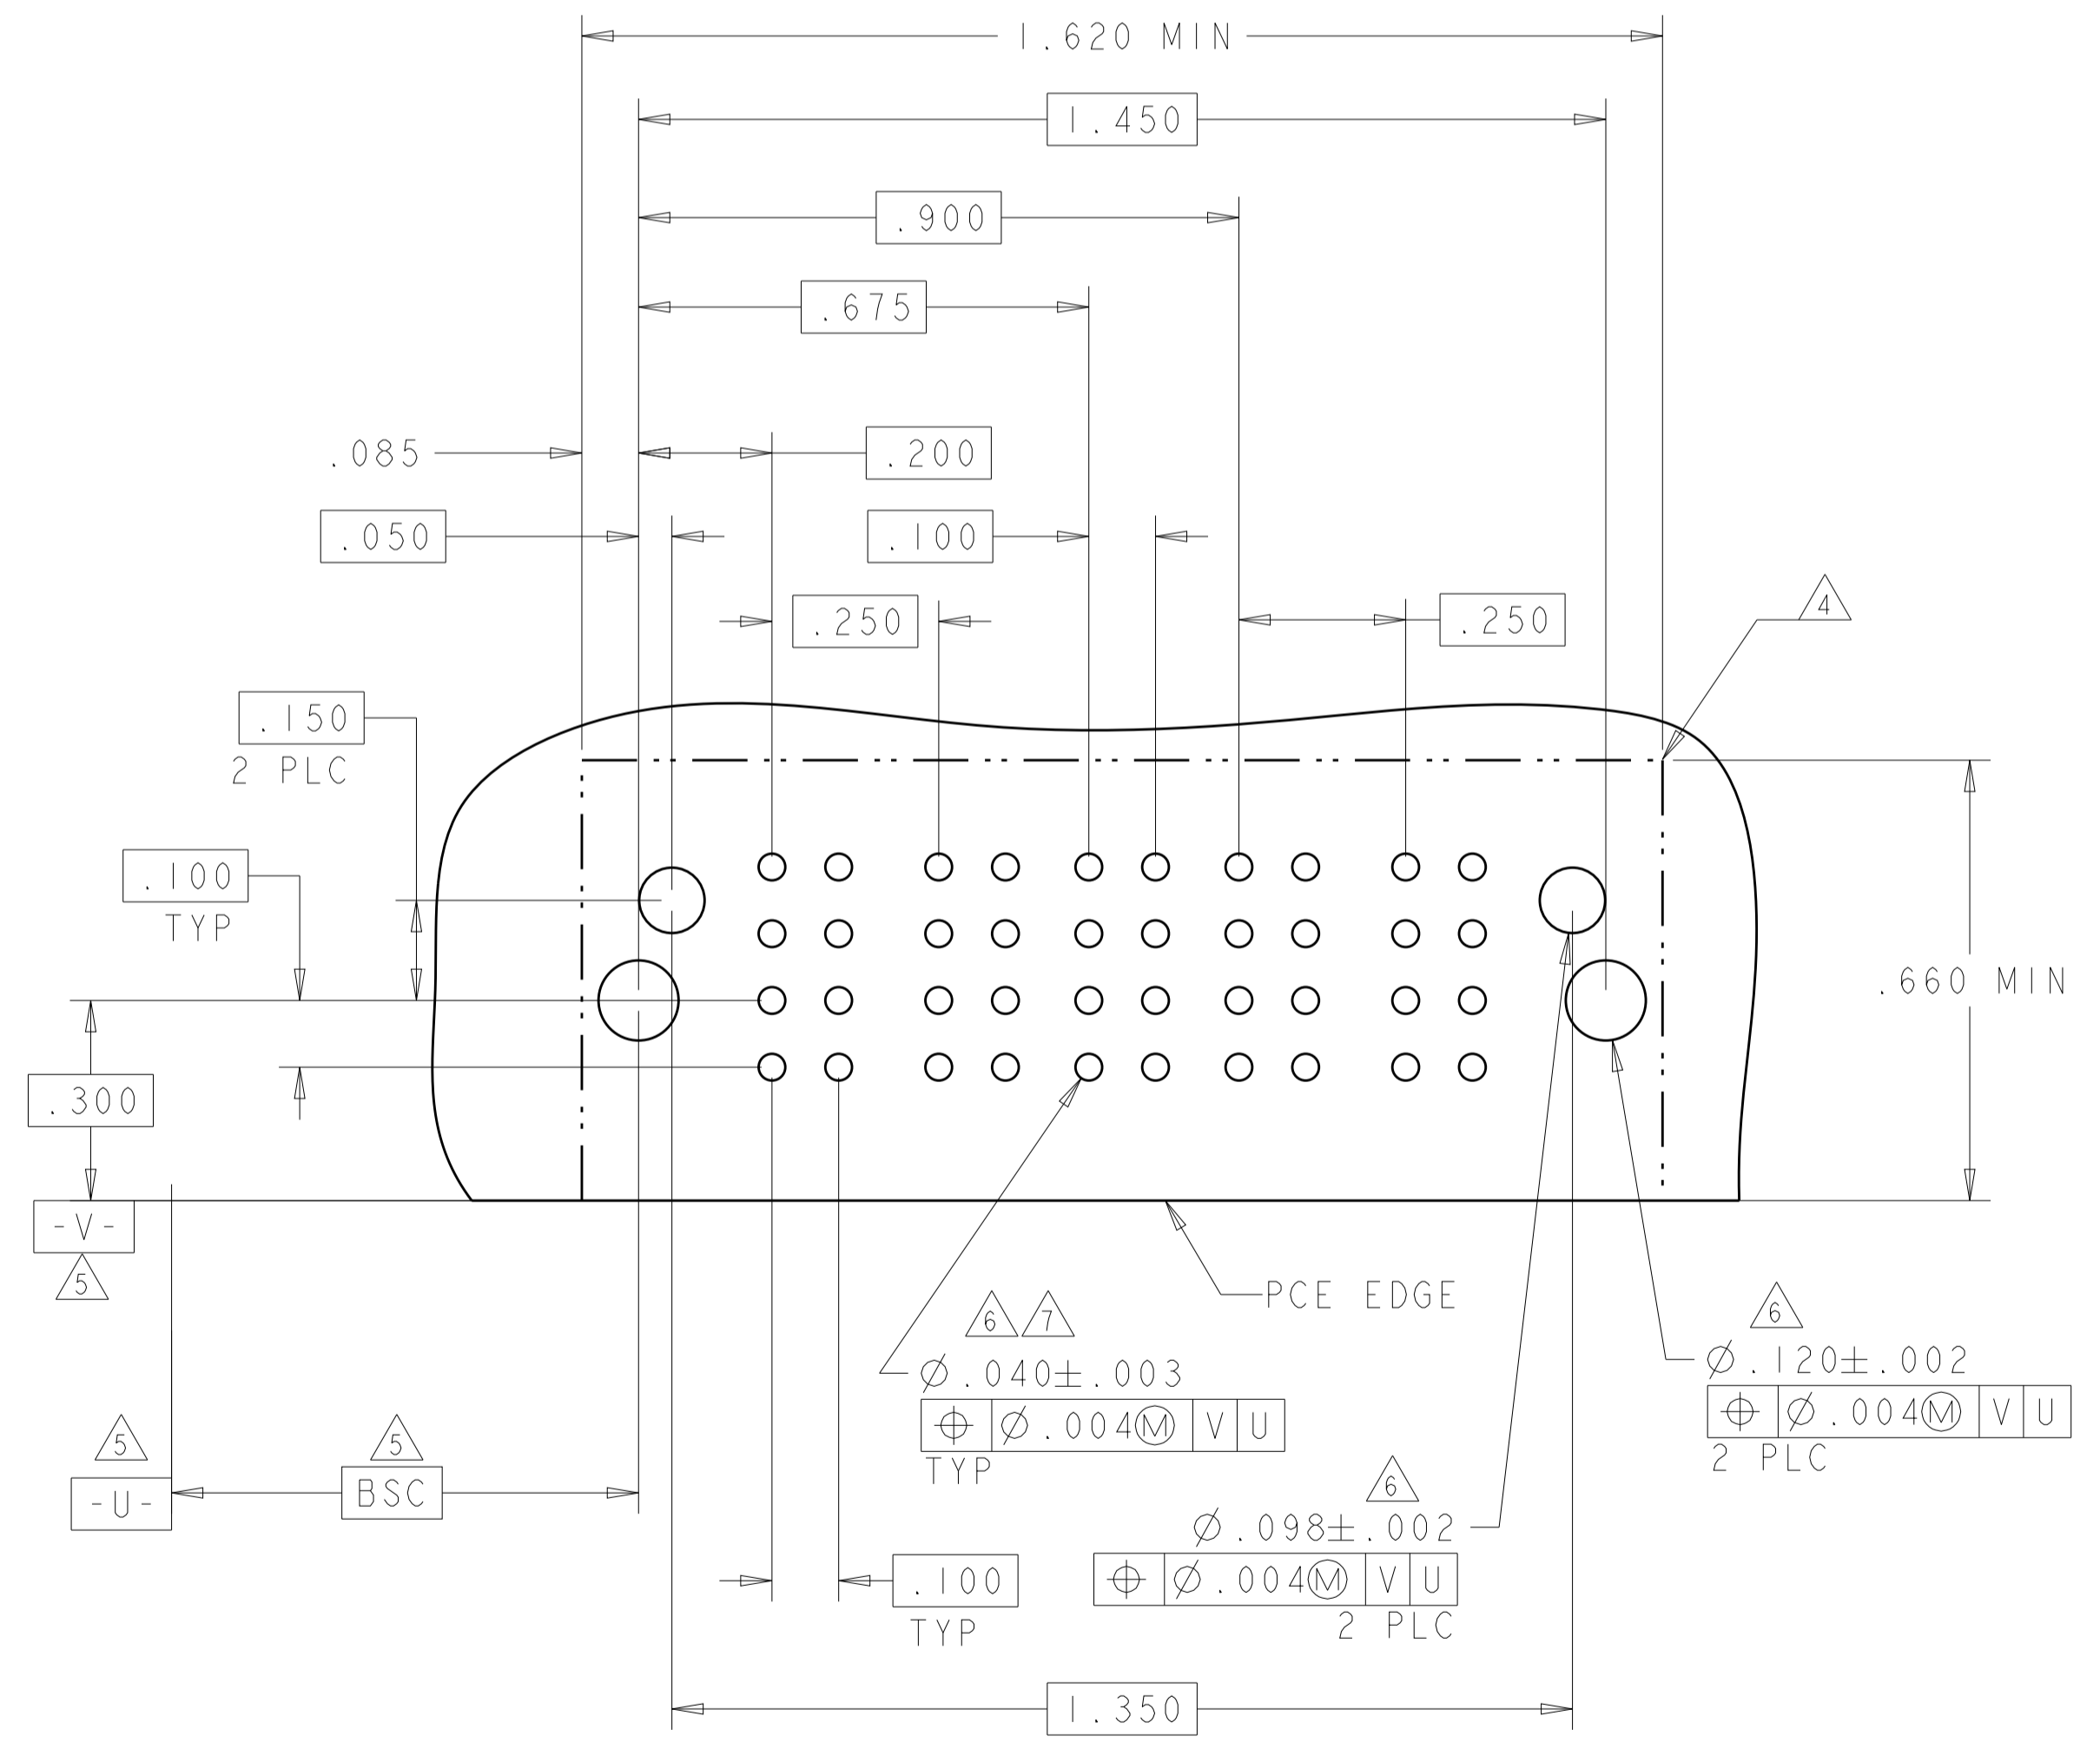 1.620 MIN
1.450
.900
.675
.085
.200
.050
.100
.250
.250
4
.150
2 PLC
.100
TYP
.660 MIN
.300
-V-
5
PCE EDGE
6 7
⌀.040±.003
⌖ ⌀.004Ⓜ V U
TYP
6
⌀.120±.002
⌖ ⌀.004Ⓜ V U
2 PLC
5
-U-
5
BSC
6
⌀.098±.002
⌖ ⌀.004Ⓜ V U
2 PLC
.100
TYP
1.350